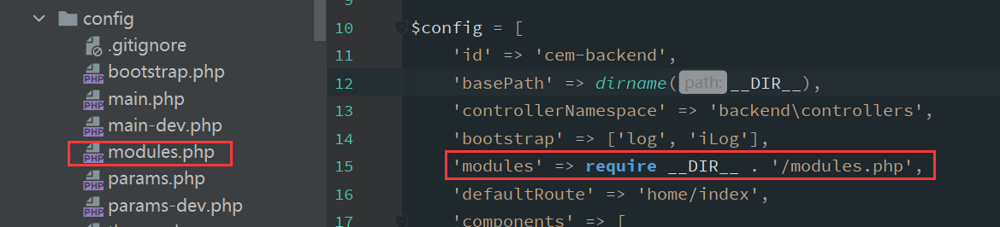 config
.gitignore
bootstrap.php
main.php
main-dev.php
modules.php
params.php
params-dev.php
9
10 $config = [
11 'id' => 'cem-backend',
12 'basePath' => dirname( path: __DIR__),
13 'controllerNamespace' => 'backend\controllers',
14 'bootstrap' => ['log', 'iLog'],
15 'modules' => require __DIR__ . '/modules.php',
16 'defaultRoute' => 'home/index',
17 'components' => [